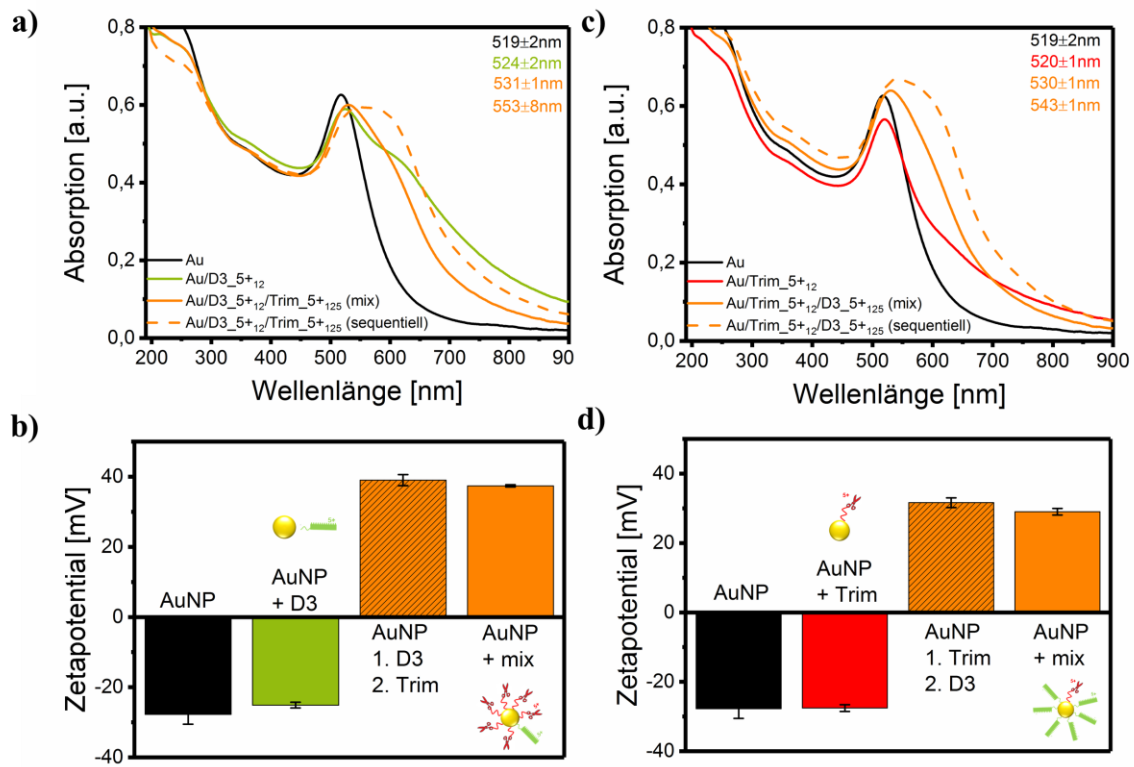 a)
0,8
0,6
0,4
0,2
0,0
Absorption [a.u.]
519±2nm
524±2nm
531±1nm
553±8nm
Au
Au/D3_5+₁₂
Au/D3_5+₁₂/Trim_5+₁₂₅ (mix)
Au/D3_5+₁₂/Trim_5+₁₂₅ (sequentiell)
200 300 400 500 600 700 800 90
Wellenlänge [nm]
c)
0,8
0,6
0,4
0,2
0,0
Absorption [a.u.]
519±2nm
520±1nm
530±1nm
543±1nm
Au
Au/Trim_5+₁₂
Au/Trim_5+₁₂/D3_5+₁₂₅ (mix)
Au/Trim_5+₁₂/D3_5+₁₂₅ (sequentiell)
200 300 400 500 600 700 800 900
Wellenlänge [nm]
b)
40
20
0
-20
-40
Zetapotential [mV]
5+
AuNP
AuNP
+ D3
AuNP
1. D3
2. Trim
AuNP
+ mix
d)
40
20
0
-20
-40
Zetapotential [mV]
5+
AuNP
AuNP
+ Trim
AuNP
1. Trim
2. D3
AuNP
+ mix